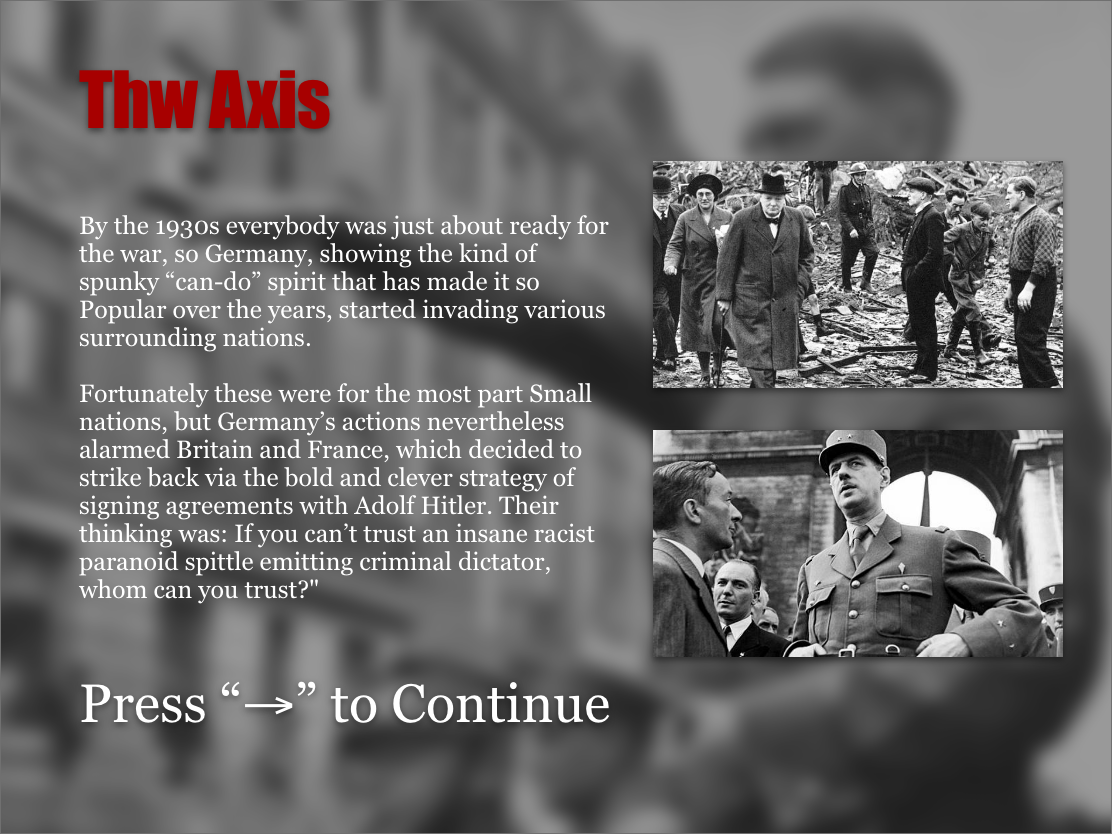 Thw Axis
By the 1930s everybody was just about ready for
the war, so Germany, showing the kind of
spunky “can-do” spirit that has made it so
Popular over the years, started invading various
surrounding nations.
Fortunately these were for the most part Small
nations, but Germany’s actions nevertheless
alarmed Britain and France, which decided to
strike back via the bold and clever strategy of
signing agreements with Adolf Hitler. Their
thinking was: If you can’t trust an insane racist
paranoid spittle emitting criminal dictator,
whom can you trust?"
Press “→” to Continue